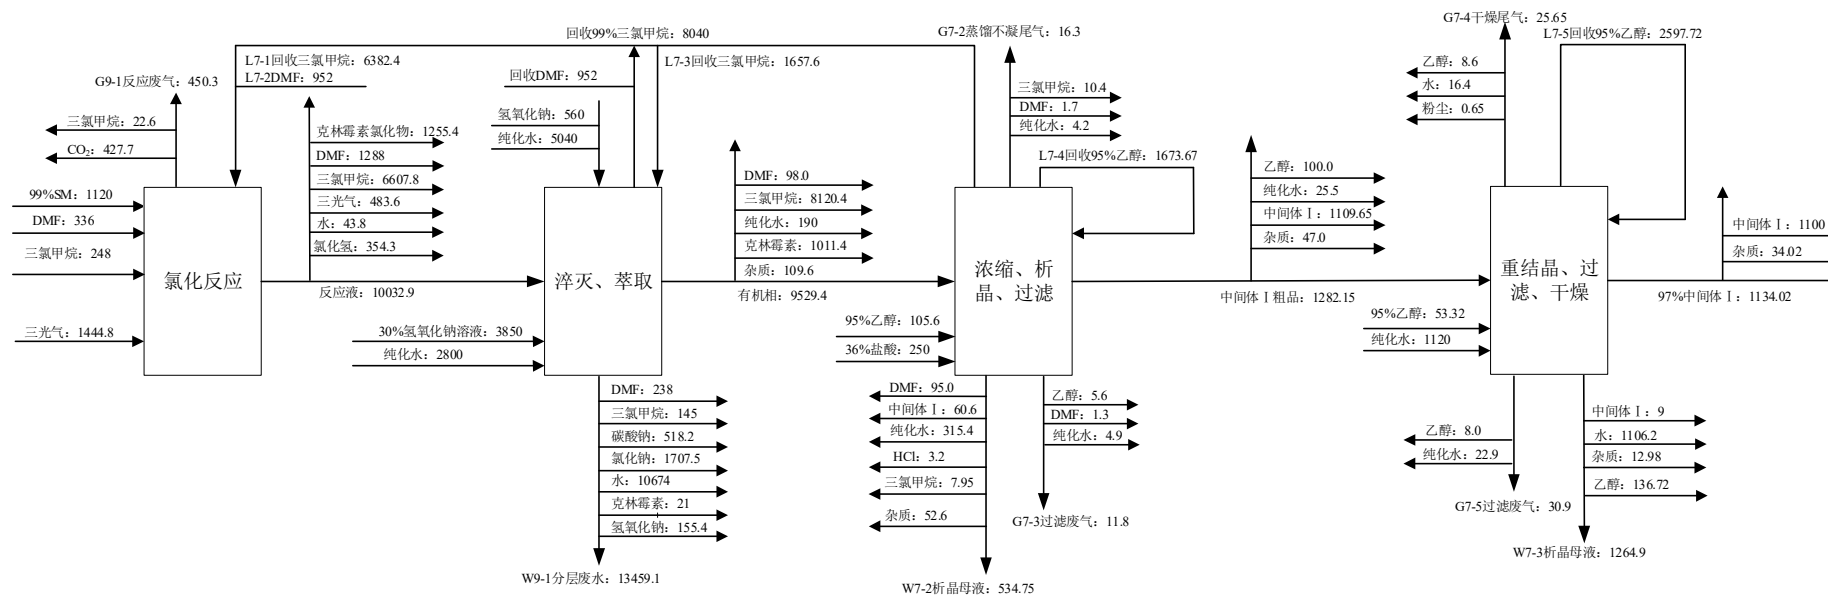 G9-1反应废气：450.3
三氯甲烷：22.6
CO₂：427.7
99%SM：1120
DMF：336
三氯甲烷：248
三光气：1444.8
氯化反应
回收99%三氯甲烷：8040
L7-1回收三氯甲烷：6382.4
L7-2DMF：952
克林霉素氯化物：1255.4
DMF：1288
三氯甲烷：6607.8
三光气：483.6
水：43.8
氯化氢：354.3
反应液：10032.9
回收DMF：952
氢氧化钠：560
纯化水：5040
L7-3回收三氯甲烷：1657.6
30%氢氧化钠溶液：3850
纯化水：2800
淬灭、萃取
DMF：238
三氯甲烷：145
碳酸钠：518.2
氯化钠：1707.5
水：10674
克林霉素：21
氢氧化钠：155.4
W9-1分层废水：13459.1
DMF：98.0
三氯甲烷：8120.4
纯化水：190
克林霉素：1011.4
杂质：109.6
有机相：9529.4
95%乙醇：105.6
36%盐酸：250
G7-2蒸馏不凝尾气：16.3
三氯甲烷：10.4
DMF：1.7
纯化水：4.2
L7-4回收95%乙醇：1673.67
浓缩、析
晶、过滤
DMF：95.0
中间体Ⅰ：60.6
纯化水：315.4
HCl：3.2
三氯甲烷：7.95
杂质：52.6
W7-2析晶母液：534.75
乙醇：5.6
DMF：1.3
纯化水：4.9
G7-3过滤废气：11.8
乙醇：100.0
纯化水：25.5
中间体Ⅰ：1109.65
杂质：47.0
中间体Ⅰ粗品：1282.15
95%乙醇：53.32
纯化水：1120
G7-4干燥尾气：25.65
乙醇：8.6
水：16.4
粉尘：0.65
L7-5回收95%乙醇：2597.72
重结晶、过
滤、干燥
乙醇：8.0
纯化水：22.9
G7-5过滤废气：30.9
中间体Ⅰ：9
水：1106.2
杂质：12.98
乙醇：136.72
W7-3析晶母液：1264.9
中间体Ⅰ：1100
杂质：34.02
97%中间体Ⅰ：1134.02